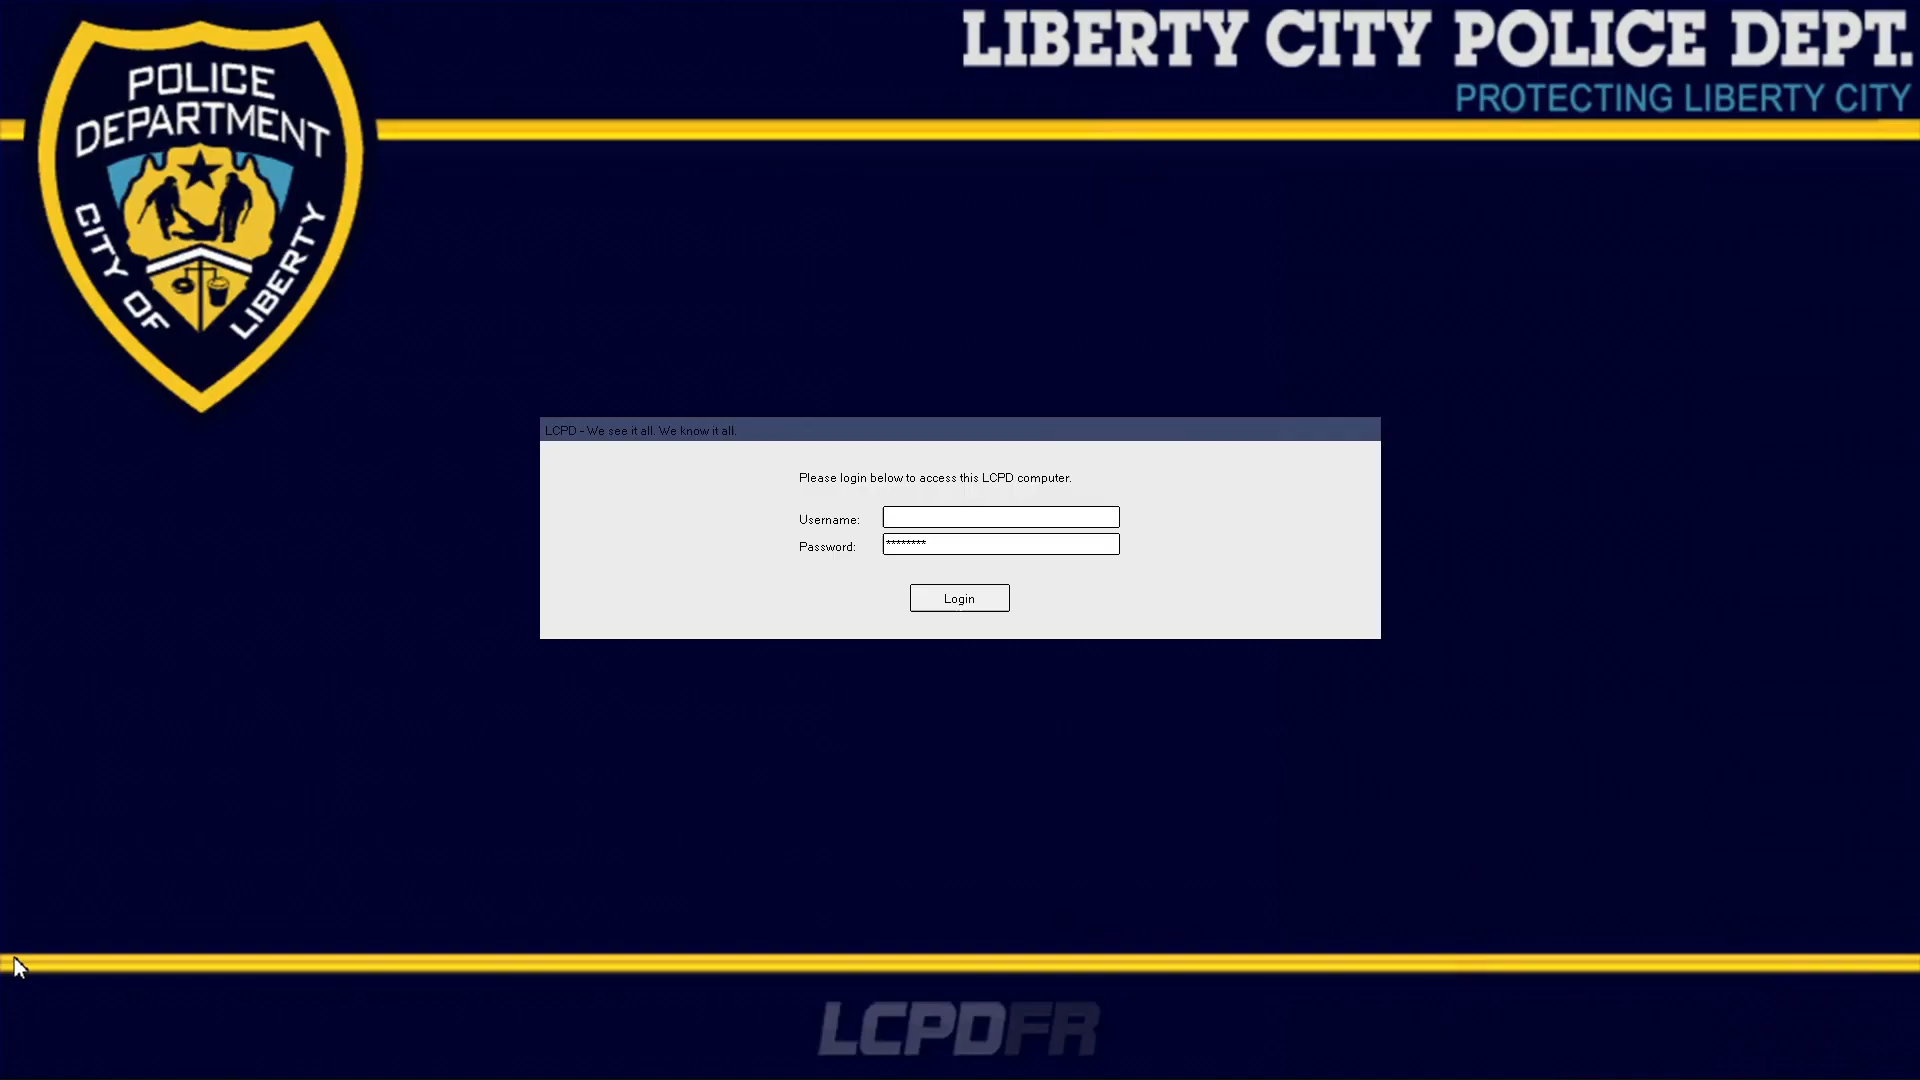 LIBERTY CITY POLICE DEPT.
PROTECTING LIBERTY CITY
POLICE
DEPARTMENT
CITY OF LIBERTY
LCPD - We see it all. We know it all.
Please login below to access this LCPD computer.
Username:
Password: ********
Login
LCPDFR